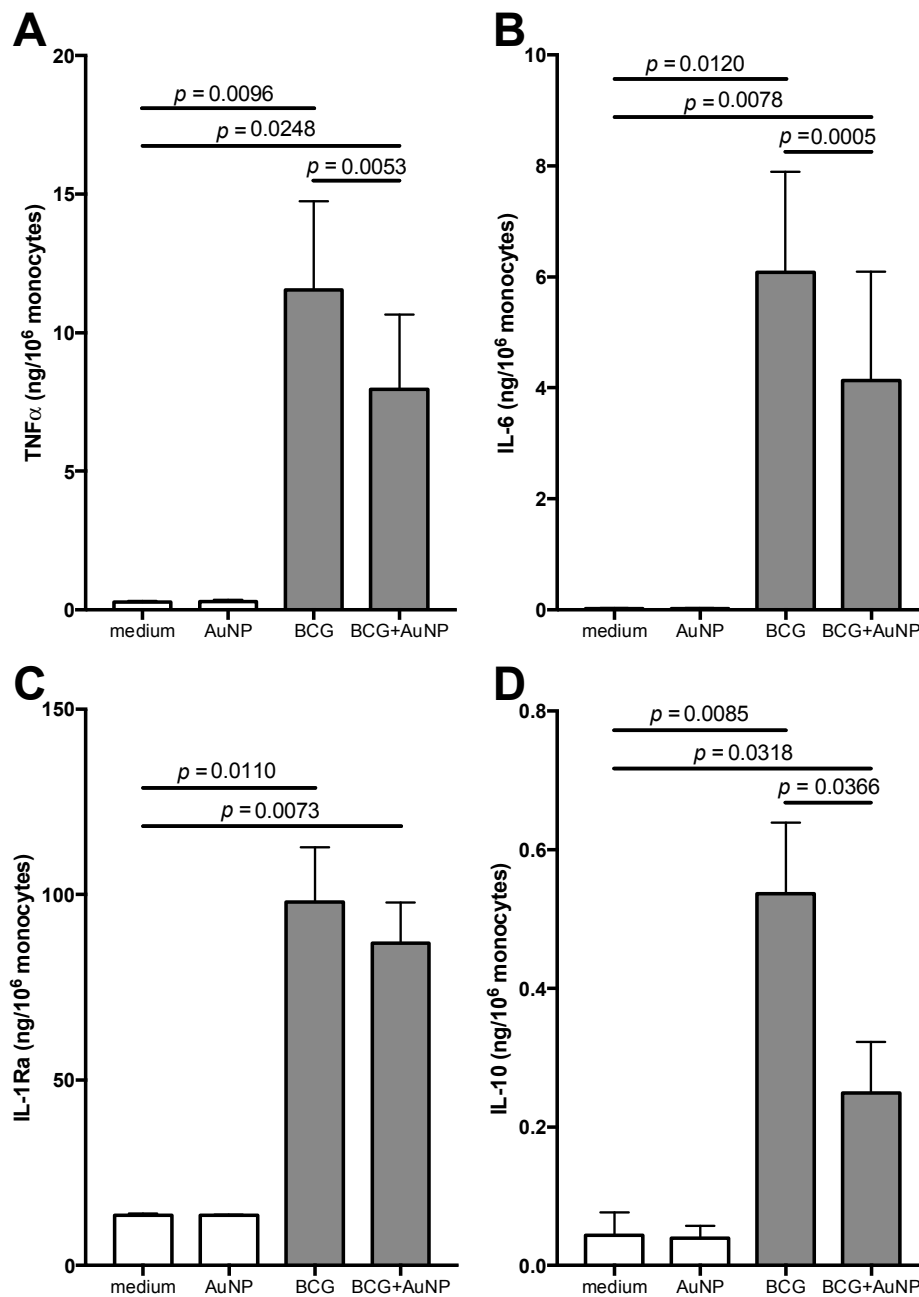 A
TNFα (ng/10⁶ monocytes)
20
15
10
5
0
p = 0.0096
p = 0.0248
p = 0.0053
medium AuNP BCG BCG+AuNP
B
IL-6 (ng/10⁶ monocytes)
10
8
6
4
2
0
p = 0.0120
p = 0.0078
p = 0.0005
medium AuNP BCG BCG+AuNP
C
IL-1Ra (ng/10⁶ monocytes)
150
100
50
0
p = 0.0110
p = 0.0073
medium AuNP BCG BCG+AuNP
D
IL-10 (ng/10⁶ monocytes)
0.8
0.6
0.4
0.2
0.0
p = 0.0085
p = 0.0318
p = 0.0366
medium AuNP BCG BCG+AuNP